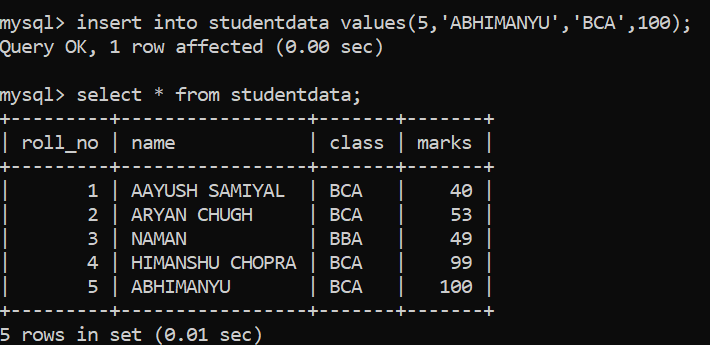 mysql> insert into studentdata values(5,'ABHIMANYU','BCA',100);
Query OK, 1 row affected (0.00 sec)

mysql> select * from studentdata;
+---------+-----------------+-------+-------+
| roll_no | name            | class | marks |
+---------+-----------------+-------+-------+
|       1 | AAYUSH SAMIYAL  | BCA   |    40 |
|       2 | ARYAN CHUGH     | BCA   |    53 |
|       3 | NAMAN           | BBA   |    49 |
|       4 | HIMANSHU CHOPRA | BCA   |    99 |
|       5 | ABHIMANYU       | BCA   |   100 |
+---------+-----------------+-------+-------+
5 rows in set (0.01 sec)